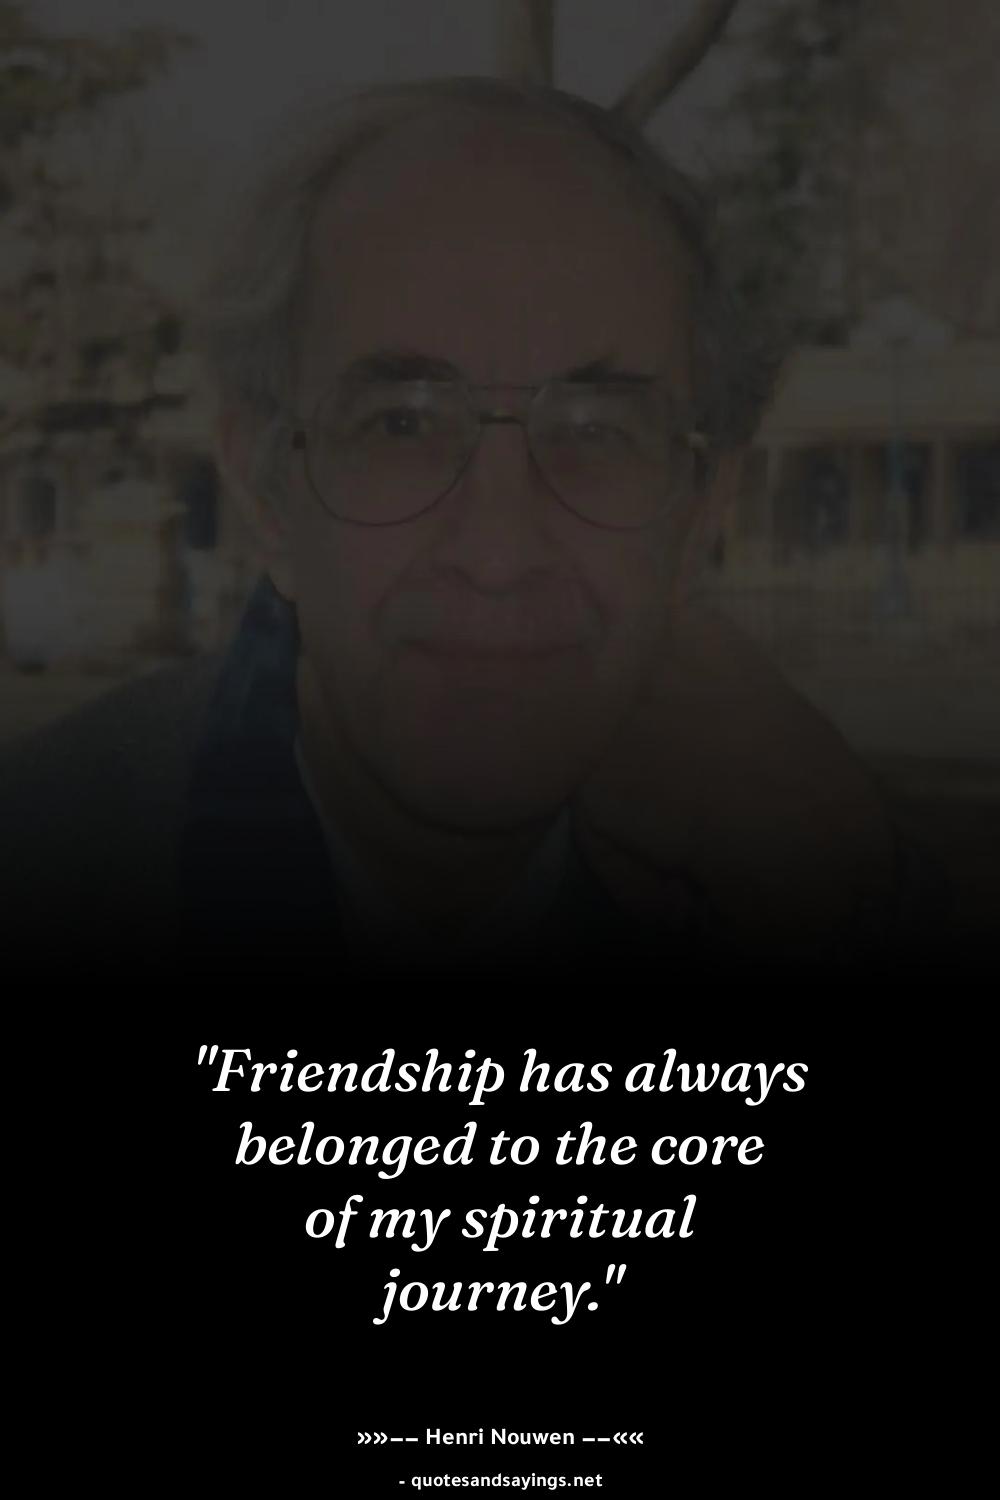 "Friendship has always
belonged to the core
of my spiritual
journey."
»»−− Henri Nouwen −−««
- quotesandsayings.net